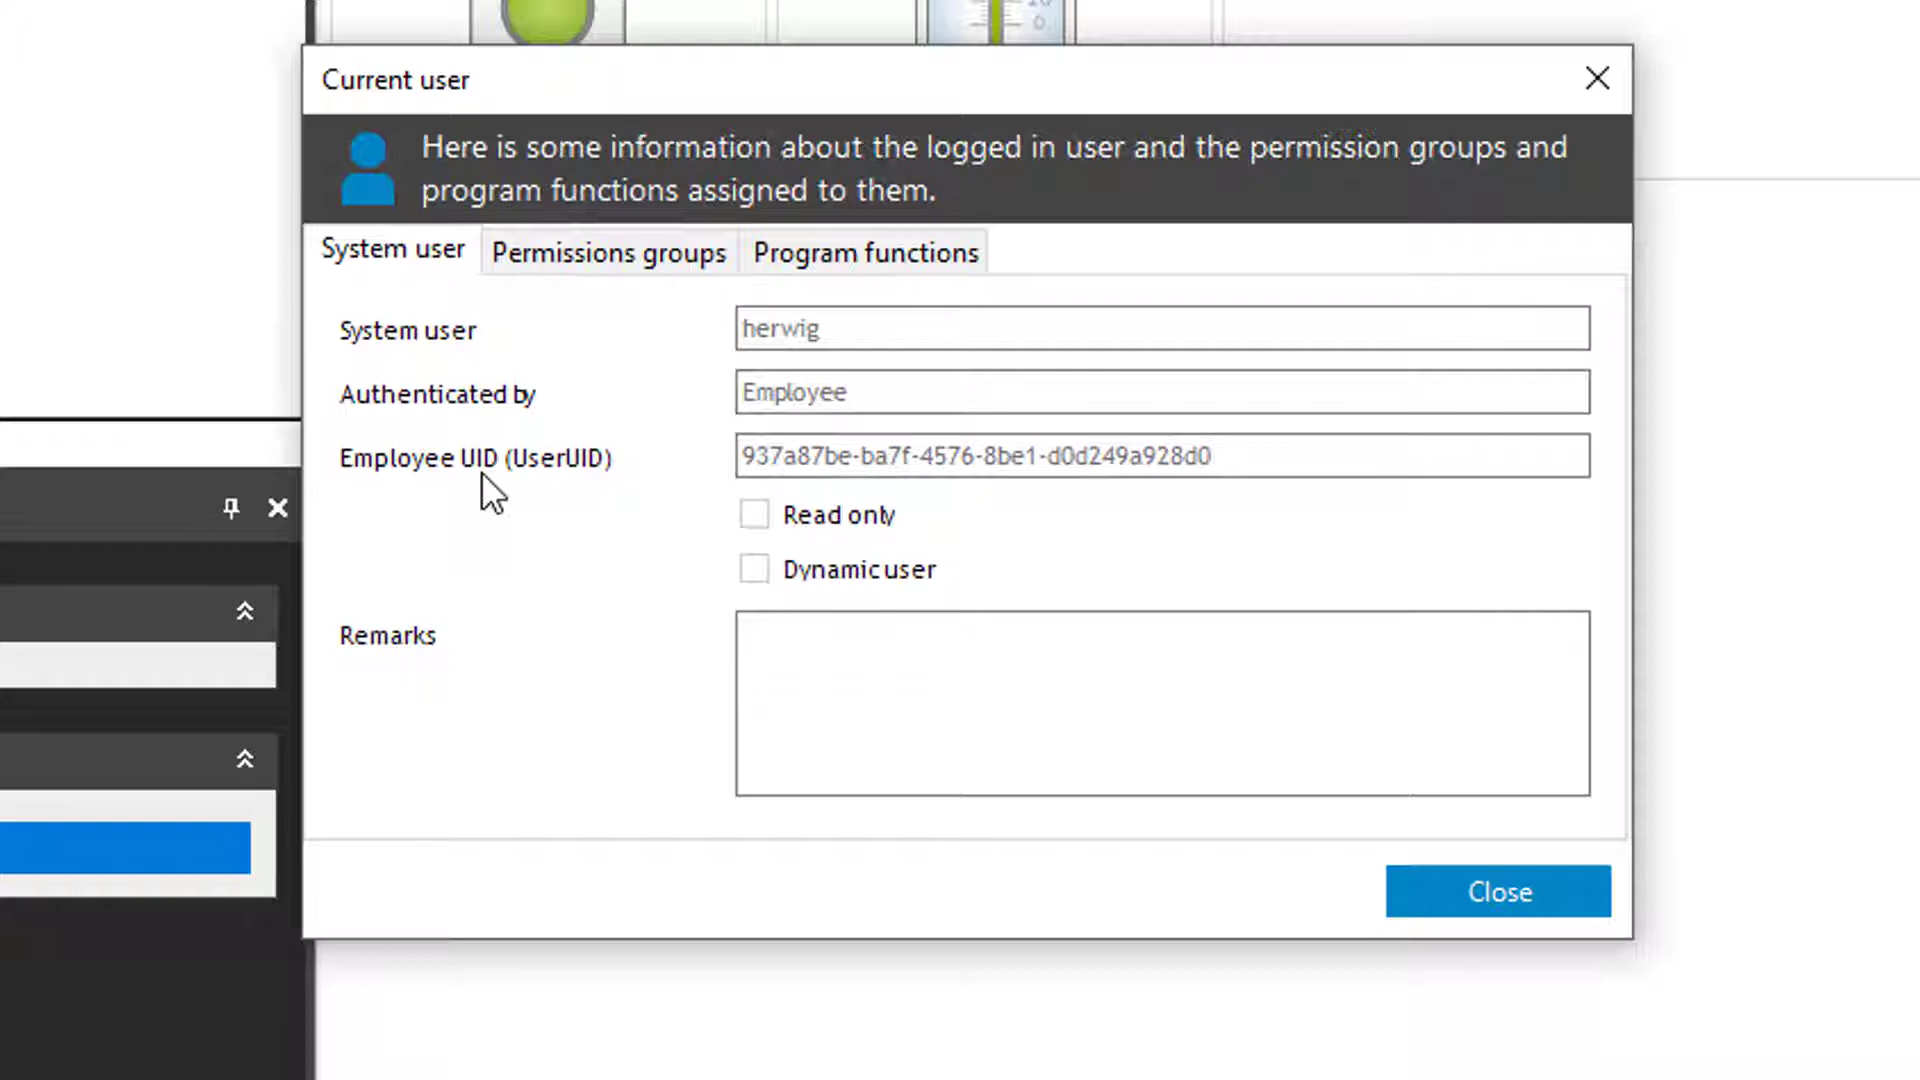 Current user
Here is some information about the logged in user and the permission groups and
program functions assigned to them.
System user
Permissions groups
Program functions
System user
herwig
Authenticated by
Employee
Employee UID (UserUID)
937a87be-ba7f-4576-8be1-d0d249a928d0
Read only
Dynamic user
Remarks
Close